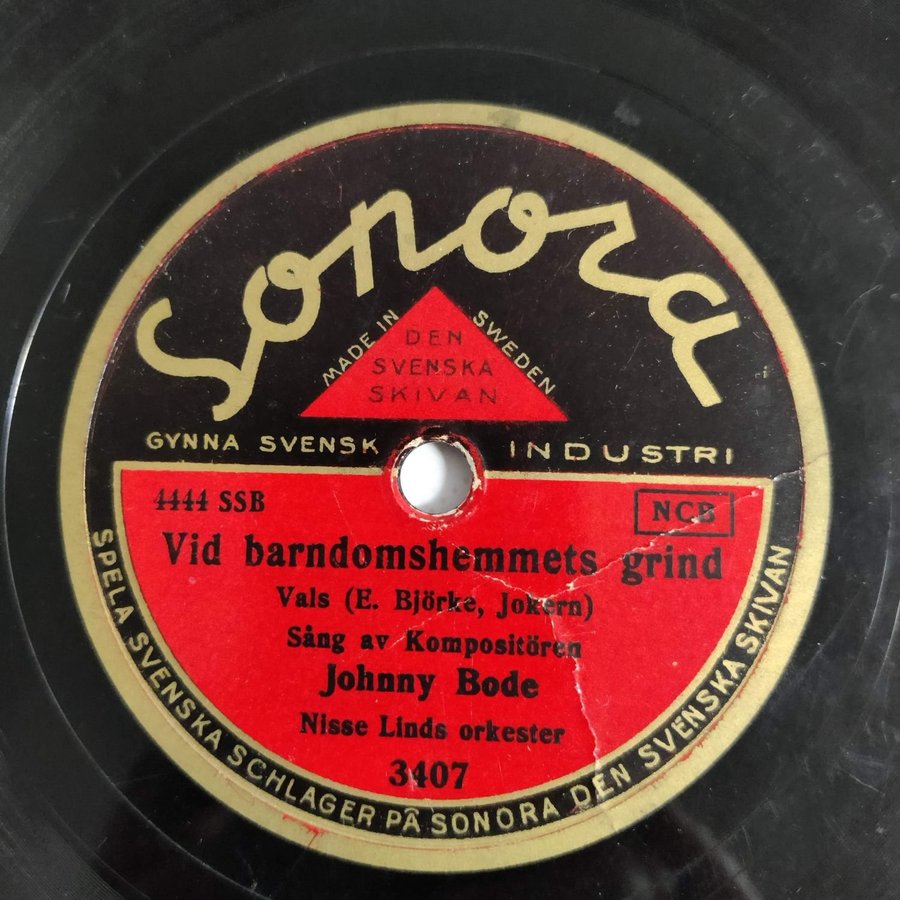 Sonora
MADE IN SWEDEN
DEN
SVENSKA
SKIVAN
GYNNA SVENSK INDUSTRI
4444 SSB
NCB
Vid barndomshemmets grind
Vals (E. Björke, Jokern)
Sång av Kompositören
Johnny Bode
Nisse Linds orkester
3407
SPELA SVENSKA SCHLAGER PÅ SONORA DEN SVENSKA SKIVAN